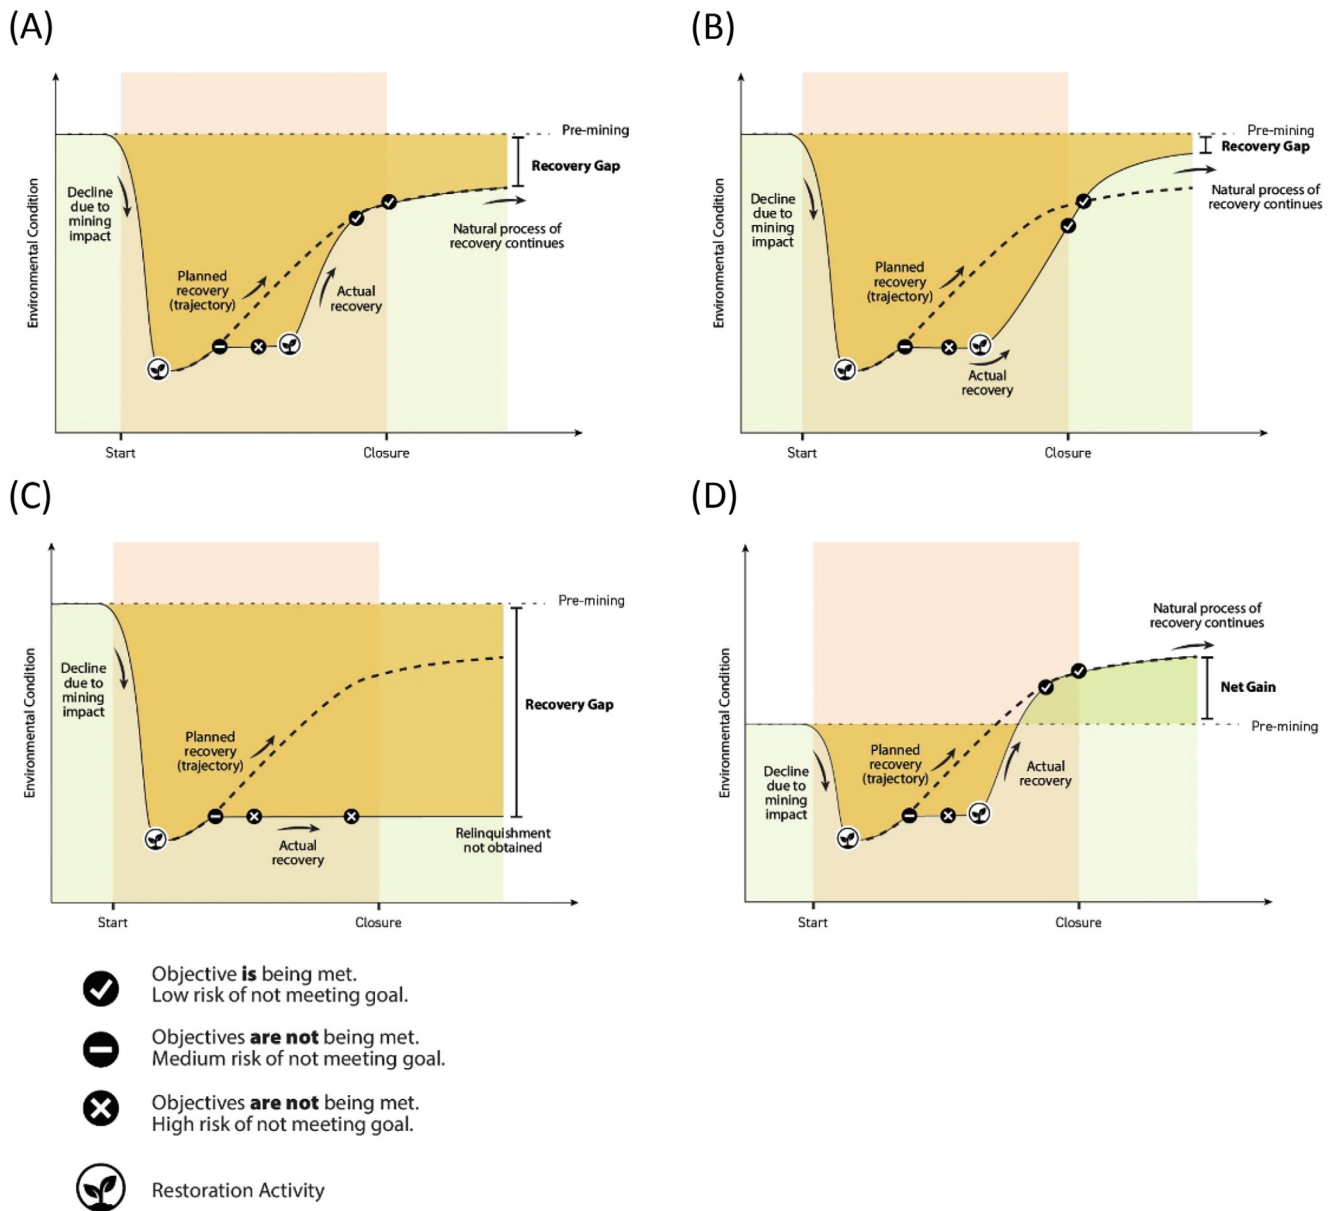 (A)
Environmental Condition
Pre-mining
Recovery Gap
Decline
due to
mining
impact
Planned
recovery
(trajectory)
Actual
recovery
Natural process of
recovery continues
Start
Closure
(B)
Environmental Condition
Pre-mining
Recovery Gap
Decline
due to
mining
impact
Natural process of
recovery continues
Planned
recovery
(trajectory)
Actual
recovery
Start
Closure
(C)
Environmental Condition
Pre-mining
Decline
due to
mining
impact
Recovery Gap
Planned
recovery
(trajectory)
Actual
recovery
Relinquishment
not obtained
Start
Closure
(D)
Environmental Condition
Natural process of
recovery continues
Net Gain
Pre-mining
Decline
due to
mining
impact
Planned
recovery
(trajectory)
Actual
recovery
Start
Closure
Objective is being met.
Low risk of not meeting goal.
Objectives are not being met.
Medium risk of not meeting goal.
Objectives are not being met.
High risk of not meeting goal.
Restoration Activity